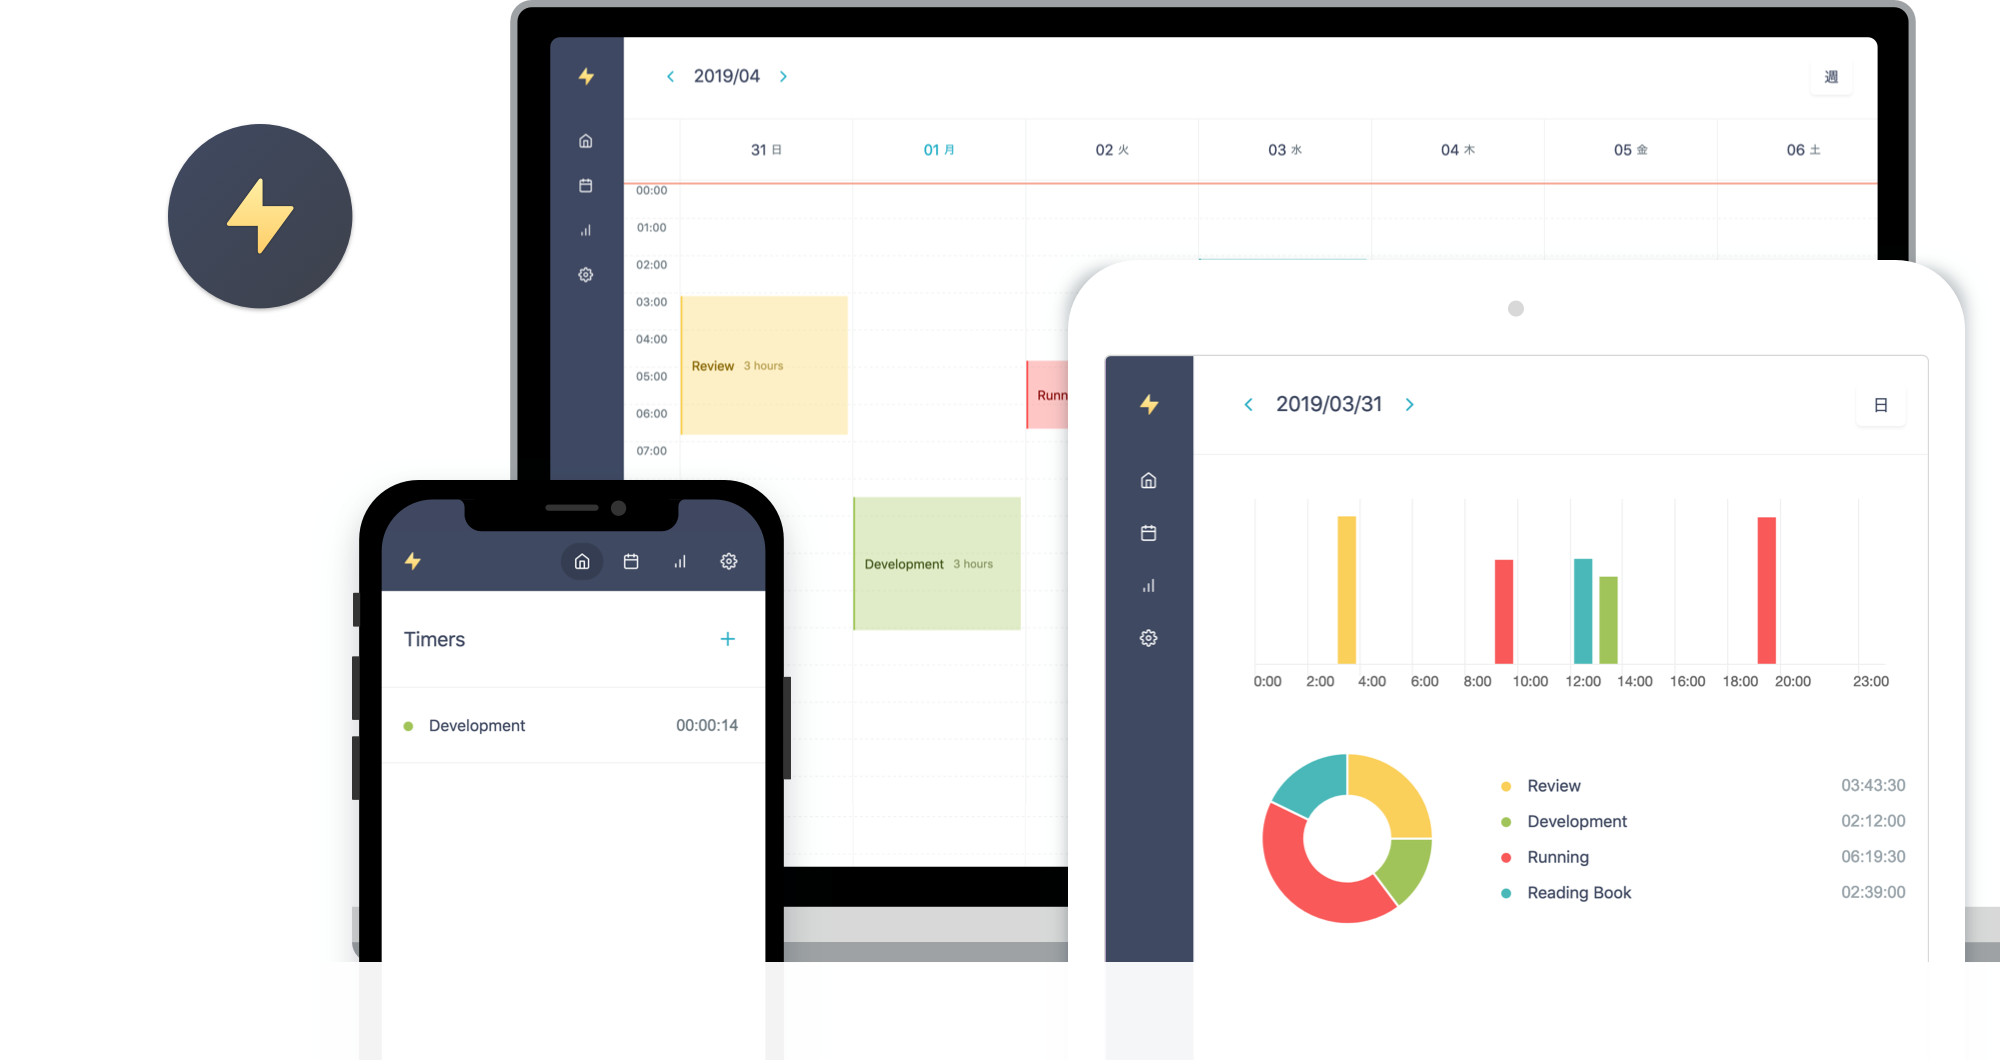 2019/04
週
31 日
01 月
02 火
03 水
04 木
05 金
06 土
00:00
01:00
02:00
03:00
04:00
05:00
06:00
07:00
Review 3 hours
Runn
Development 3 hours
Timers
Development 00:00:14
2019/03/31
日
0:00 2:00 4:00 6:00 8:00 10:00 12:00 14:00 16:00 18:00 20:00 23:00
Review 03:43:30
Development 02:12:00
Running 06:19:30
Reading Book 02:39:00